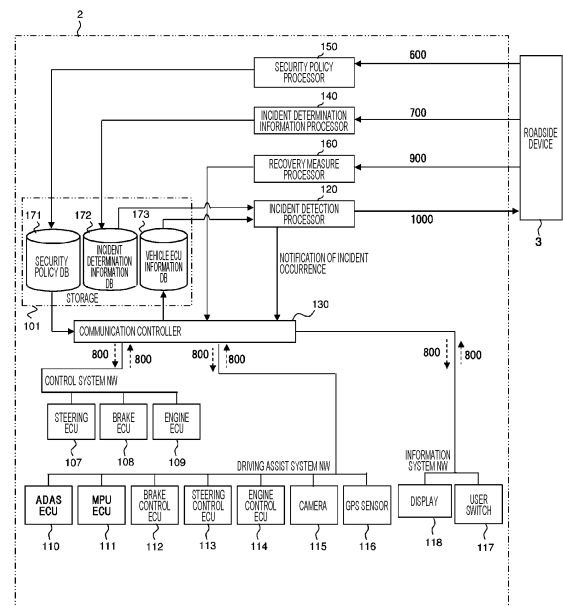 2
150
SECURITY POLICY
PROCESSOR
600
140
INCIDENT DETERMINATION
INFORMATION PROCESSOR
700
ROADSIDE
DEVICE
160
RECOVERY MEASURE
PROCESSOR
900
120
INCIDENT DETECTION
PROCESSOR
1000
3
171
172
173
SECURITY
POLICY DB
INCIDENT
DETERMINATION
INFORMATION
DB
VEHICLE ECU
INFORMATION
DB
STORAGE
101
NOTIFICATION OF INCIDENT
OCCURRENCE
130
COMMUNICATION CONTROLLER
800
800
800
800
800
800
CONTROL SYSTEM NW
STEERING
ECU
BRAKE
ECU
ENGINE
ECU
107
108
109
DRIVING ASSIST SYSTEM NW
INFORMATION
SYSTEM NW
ADAS
ECU
MPU
ECU
BRAKE
CONTROL
ECU
STEERING
CONTROL
ECU
ENGINE
CONTROL
ECU
CAMERA
GPS SENSOR
DISPLAY
USER
SWITCH
110
111
112
113
114
115
116
118
117